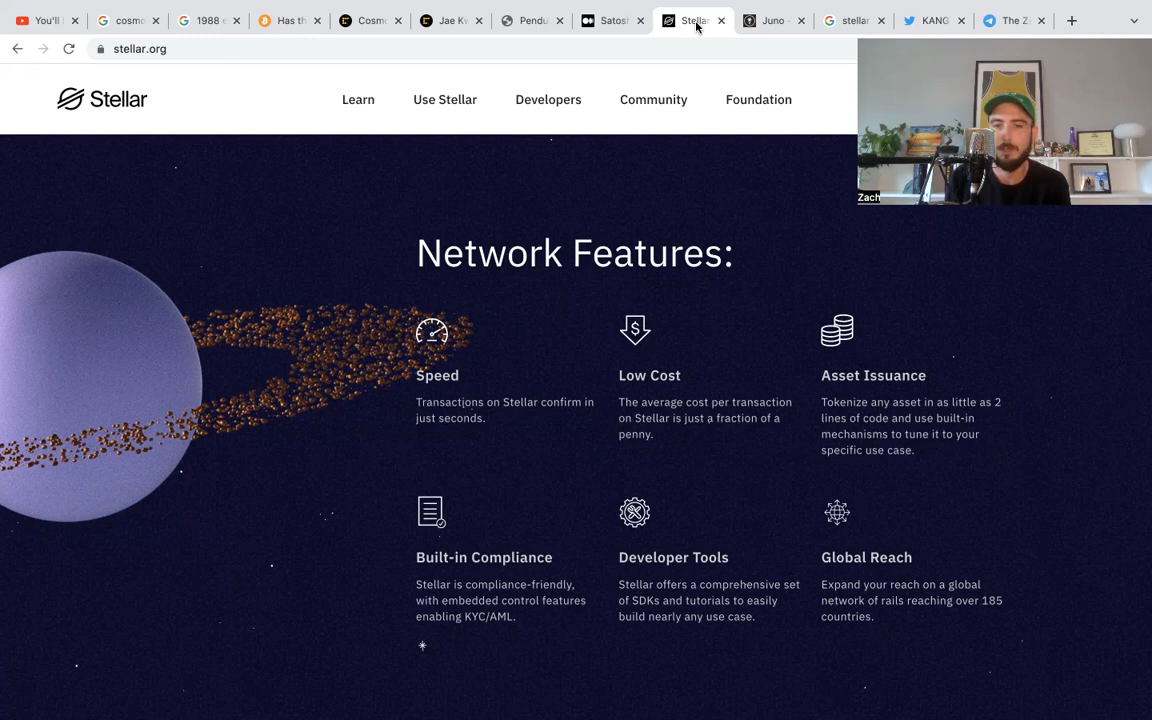 You'll
cosmo
1988 e
Has th
Cosmo
Jae Kw
Pendu
Satosh
Stellar
Juno -
stellar
KANG
The Ze
stellar.org
Stellar
Learn
Use Stellar
Developers
Community
Foundation
Zach
Network Features:
Speed
Transactions on Stellar confirm in
just seconds.
Low Cost
The average cost per transaction
on Stellar is just a fraction of a
penny.
Asset Issuance
Tokenize any asset in as little as 2
lines of code and use built-in
mechanisms to tune it to your
specific use case.
Built-in Compliance
Stellar is compliance-friendly,
with embedded control features
enabling KYC/AML.
Developer Tools
Stellar offers a comprehensive set
of SDKs and tutorials to easily
build nearly any use case.
Global Reach
Expand your reach on a global
network of rails reaching over 185
countries.